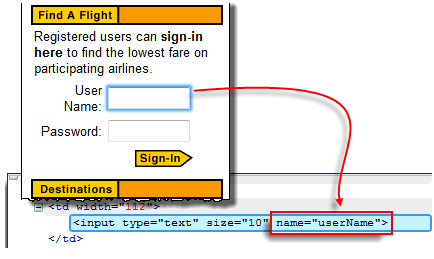 Find A Flight
Registered users can sign-in
here to find the lowest fare on
participating airlines.
User
Name:
Password:
Sign-In
Destinations
<td width="112">
<input type="text" size="10" name="userName">
</td>